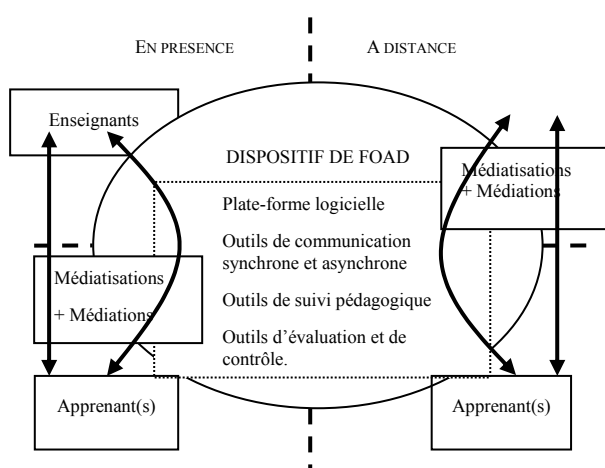 EN PRESENCE
A DISTANCE
Enseignants
DISPOSITIF DE FOAD
Médiatisations
+ Médiations
Plate-forme logicielle
Outils de communication
synchrone et asynchrone
Outils de suivi pédagogique
Outils d’évaluation et de
contrôle.
Médiatisations
+ Médiations
Apprenant(s)
Apprenant(s)